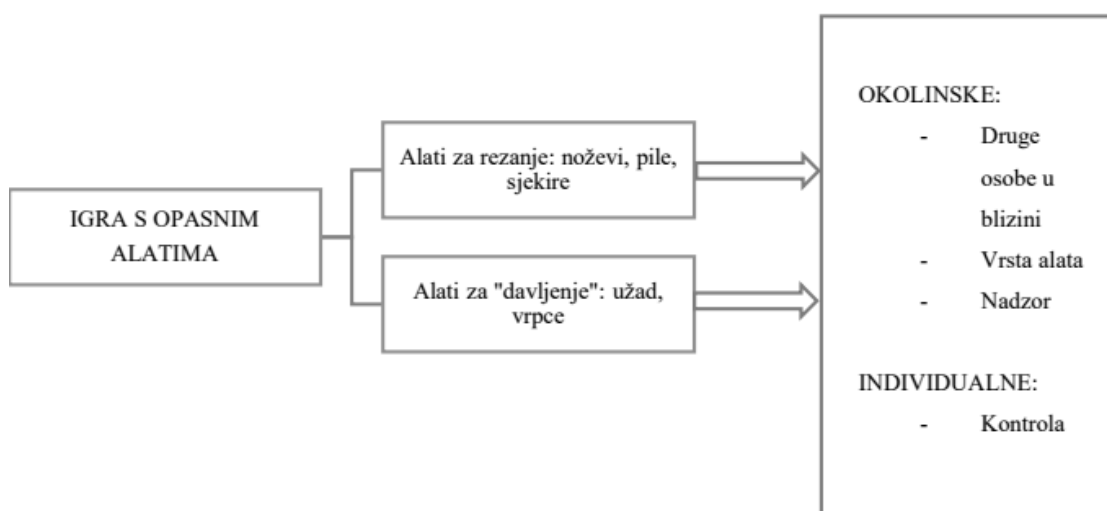 IGRA S OPASNIM
ALATIMA
Alati za rezanje: noževi, pile,
sjekire
Alati za "davljenje": užad,
vrpce
OKOLINSKE:
- Druge
osobe u
blizini
- Vrsta alata
- Nadzor
INDIVIDUALNE:
- Kontrola